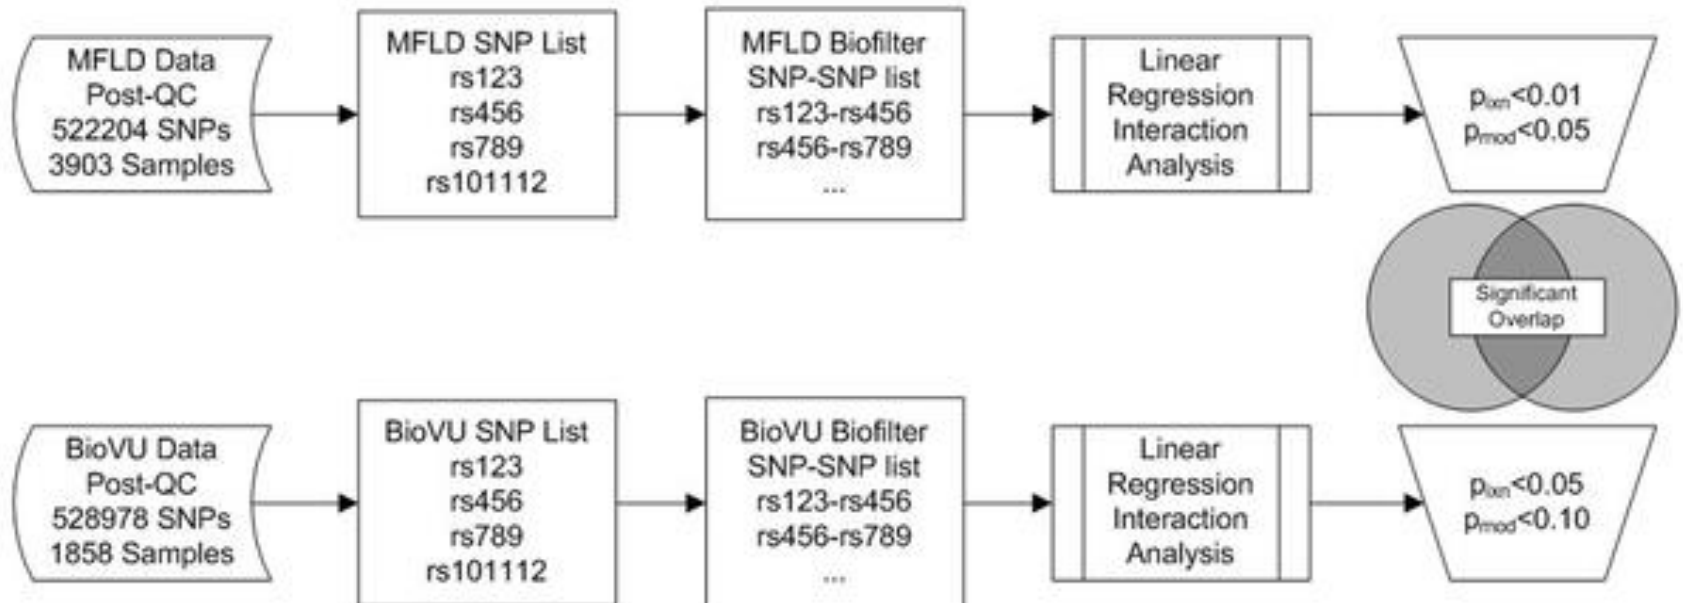 MFLD Data
Post-QC
522204 SNPs
3903 Samples
MFLD SNP List
rs123
rs456
rs789
rs101112
MFLD Biofilter
SNP-SNP list
rs123-rs456
rs456-rs789
...
Linear
Regression
Interaction
Analysis
pixn<0.01
pmod<0.05
Significant
Overlap
BioVU Data
Post-QC
528978 SNPs
1858 Samples
BioVU SNP List
rs123
rs456
rs789
rs101112
BioVU Biofilter
SNP-SNP list
rs123-rs456
rs456-rs789
...
Linear
Regression
Interaction
Analysis
pixn<0.05
pmod<0.10